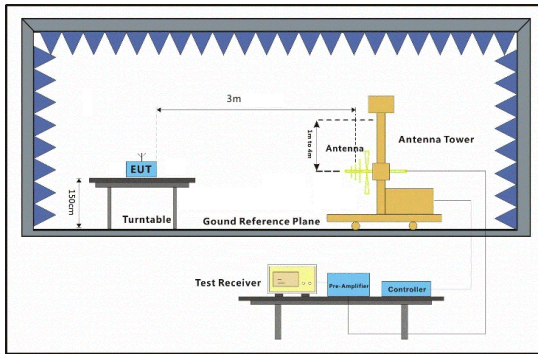 3m
1m to 4m
Antenna
Antenna Tower
EUT
150cm
Turntable
Gound Reference Plane
Test Receiver
Pre-Amplifier
Controller